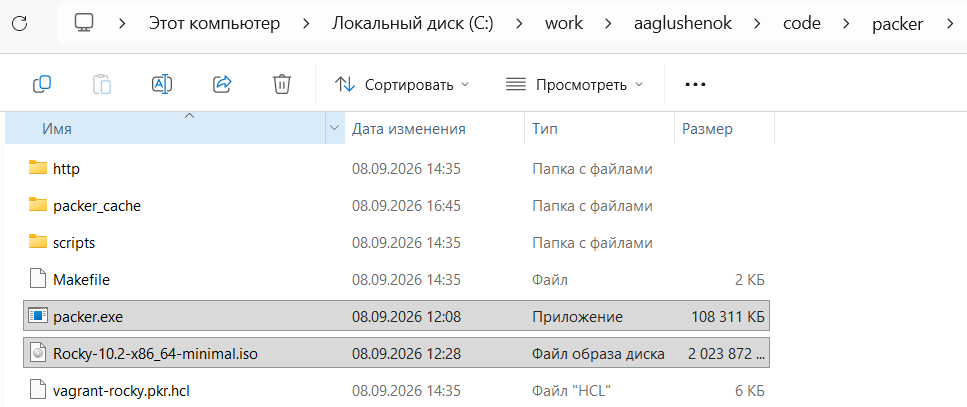 Этот компьютер > Локальный диск (C:) > work > aaglushenok > code > packer >
Сортировать Просмотреть
Имя Дата изменения Тип Размер
http 08.09.2026 14:35 Папка с файлами
packer_cache 08.09.2026 16:45 Папка с файлами
scripts 08.09.2026 14:35 Папка с файлами
Makefile 08.09.2026 14:35 Файл 2 КБ
packer.exe 08.09.2026 12:08 Приложение 108 311 КБ
Rocky-10.2-x86_64-minimal.iso 08.09.2026 12:28 Файл образа диска 2 023 872 ...
vagrant-rocky.pkr.hcl 08.09.2026 14:35 Файл "HCL" 6 КБ